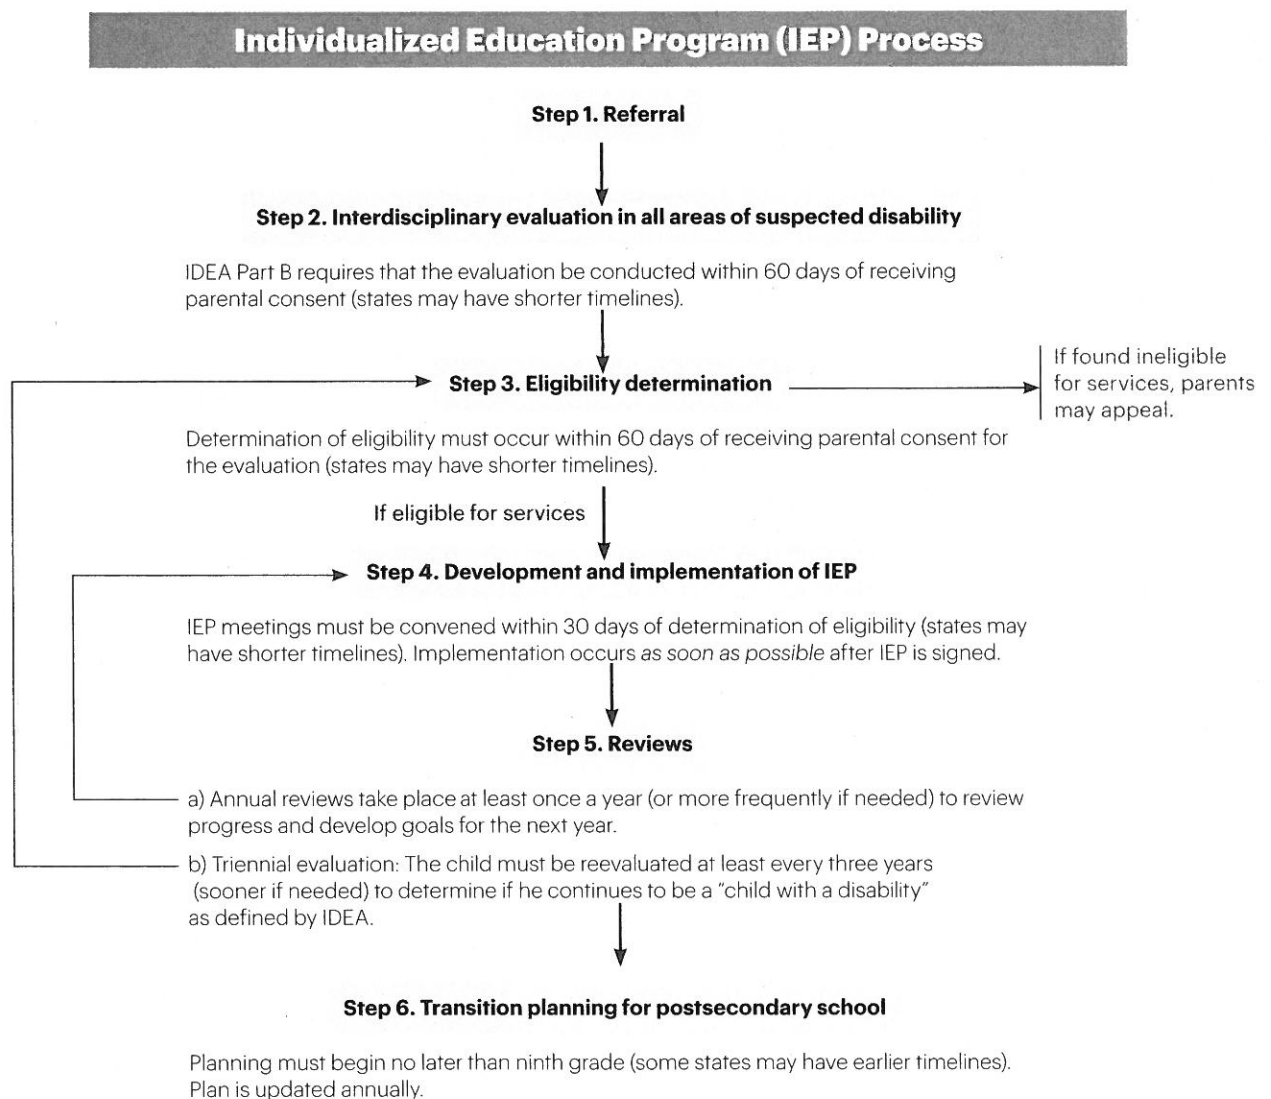 Individualized Education Program (IEP) Process
Step 1. Referral
Step 2. Interdisciplinary evaluation in all areas of suspected disability
IDEA Part B requires that the evaluation be conducted within 60 days of receiving
parental consent (states may have shorter timelines).
Step 3. Eligibility determination
If found ineligible
for services, parents
may appeal.
Determination of eligibility must occur within 60 days of receiving parental consent for
the evaluation (states may have shorter timelines).
If eligible for services
Step 4. Development and implementation of IEP
IEP meetings must be convened within 30 days of determination of eligibility (states may
have shorter timelines). Implementation occurs as soon as possible after IEP is signed.
Step 5. Reviews
a) Annual reviews take place at least once a year (or more frequently if needed) to review
progress and develop goals for the next year.
b) Triennial evaluation: The child must be reevaluated at least every three years
(sooner if needed) to determine if he continues to be a "child with a disability"
as defined by IDEA.
Step 6. Transition planning for postsecondary school
Planning must begin no later than ninth grade (some states may have earlier timelines).
Plan is updated annually.